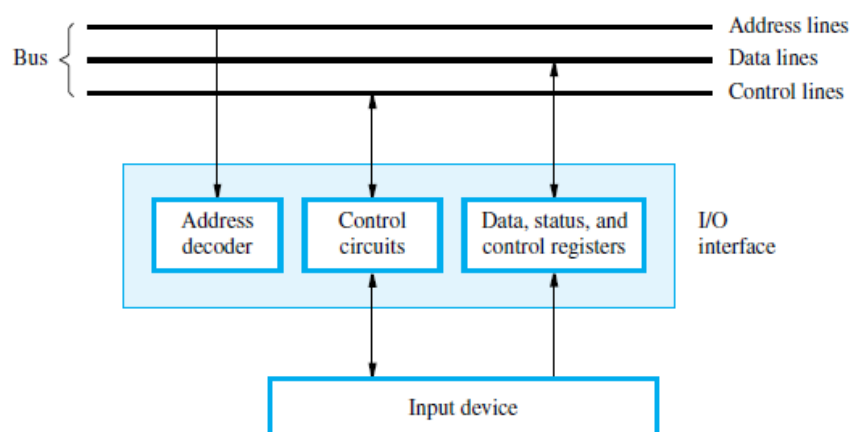 Address lines
Bus
Data lines
Control lines
Address
decoder
Control
circuits
Data, status, and
control registers
I/O
interface
Input device